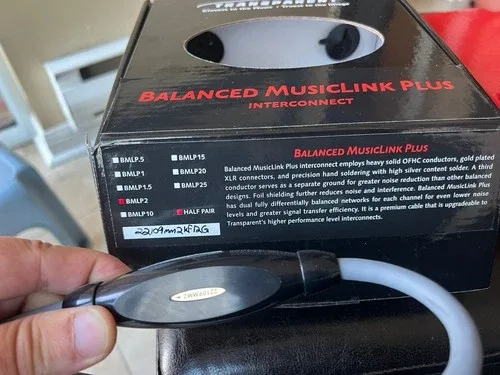 TRANSPARENT
BALANCED MUSICLINK PLUS
INTERCONNECT
BMLP.5
BMLP1
BMLP1.5
BMLP2
BMLP10
BMLP15
BMLP20
BMLP25
HALF PAIR
BALANCED MUSICLINK PLUS
Balanced MusicLink Plus interconnect employs heavy solid OFHC conductors, gold plated
XLR connectors, and precision hand soldering with high silver content solder. A third
conductor serves as a separate ground for greater noise reduction than other balanced
designs. Foil shielding further reduces noise and interference. Balanced MusicLink Plus
has dual fully differentially balanced networks for each channel for even lower noise
levels and greater signal transfer efficiency. It is a premium cable that is upgradeable to
Transparent's higher performance level interconnects.